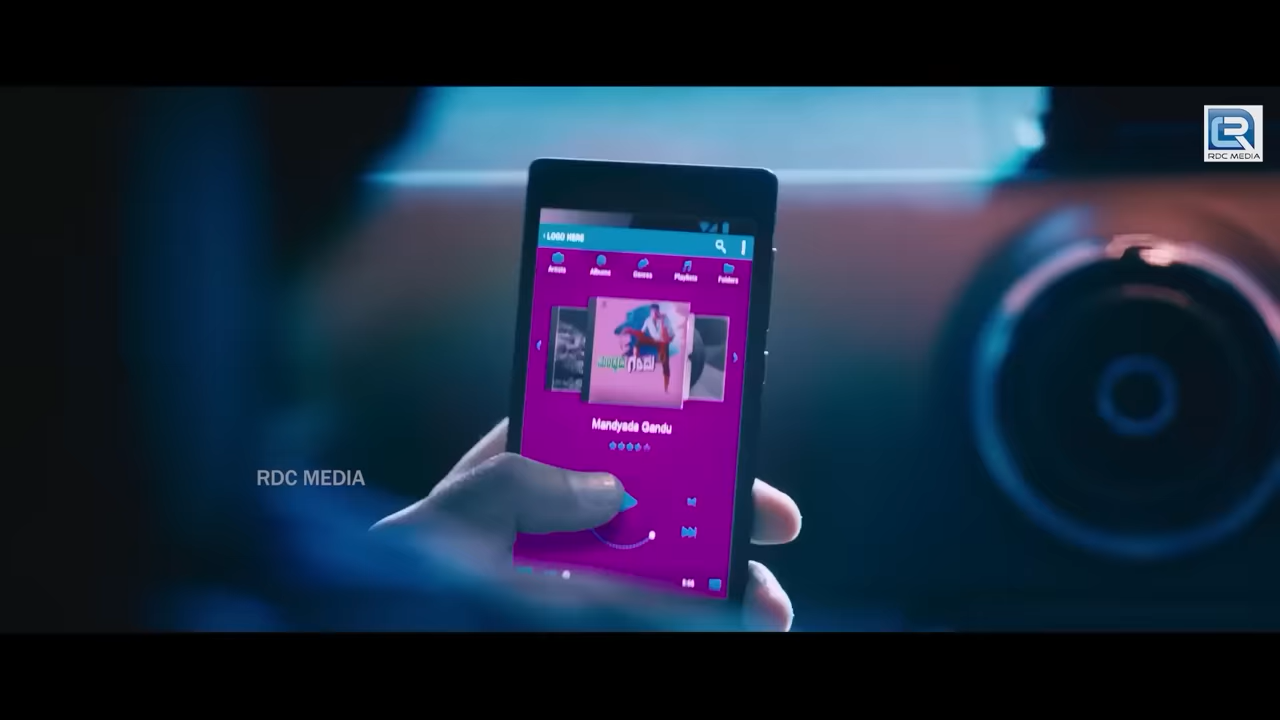 RDC MEDIA
‹ LOGO HERE
Artists
Albums
Genres
Playlists
Folders
Mandyada Gandu
RDC MEDIA